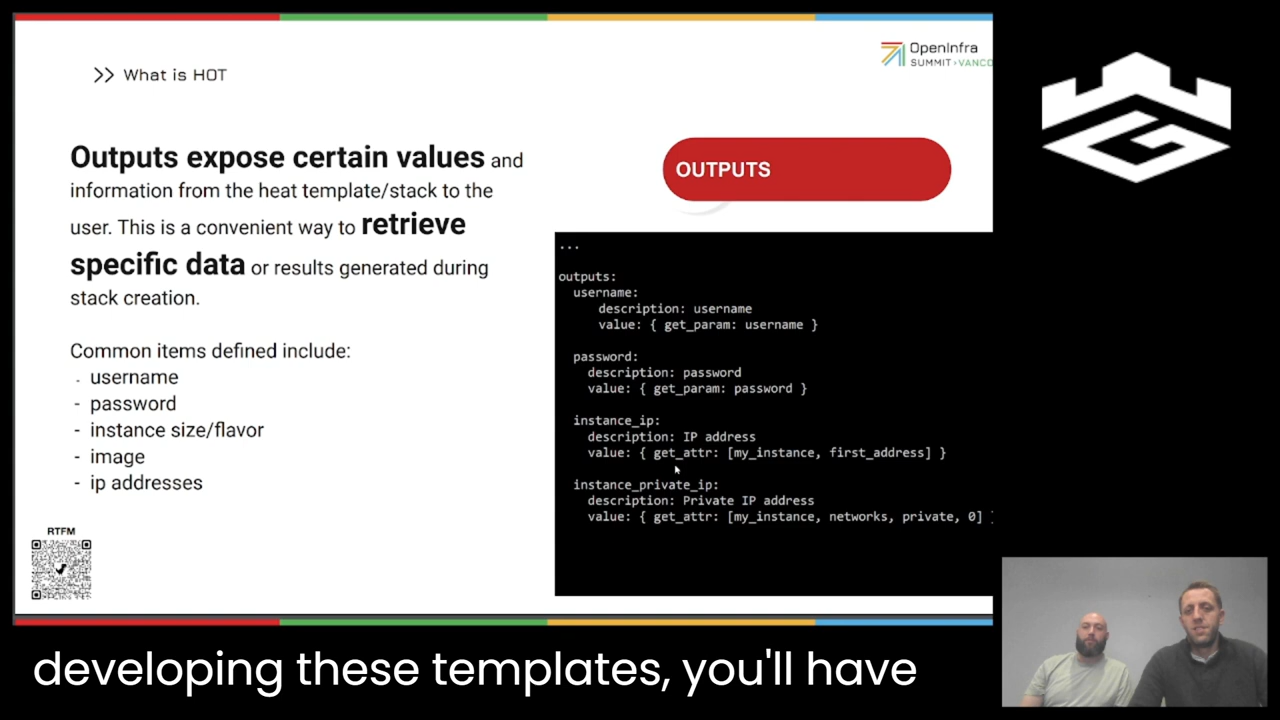 >> What is HOT
OpenInfra
SUMMIT>VANCO
Outputs expose certain values and
information from the heat template/stack to the
user. This is a convenient way to retrieve
specific data or results generated during
stack creation.
Common items defined include:
- username
- password
- instance size/flavor
- image
- ip addresses
RTFM
OUTPUTS
...
outputs:
username:
description: username
value: { get_param: username }
password:
description: password
value: { get_param: password }
instance_ip:
description: IP address
value: { get_attr: [my_instance, first_address] }
instance_private_ip:
description: Private IP address
value: { get_attr: [my_instance, networks, private, 0] }
developing these templates, you'll have